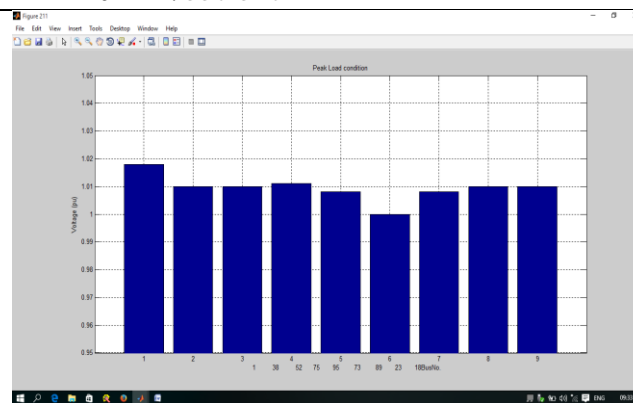 Figure 211
File Edit View Insert Tools Desktop Window Help
Peak Load condition
1.05
1.04
1.03
1.02
1.01
1
0.99
0.98
0.97
0.96
0.95
Voltage (pu)
1 2 3 4 5 6 7 8 9
1 38 52 75 95 73 89 23 18BusNo.
ENG 09:33